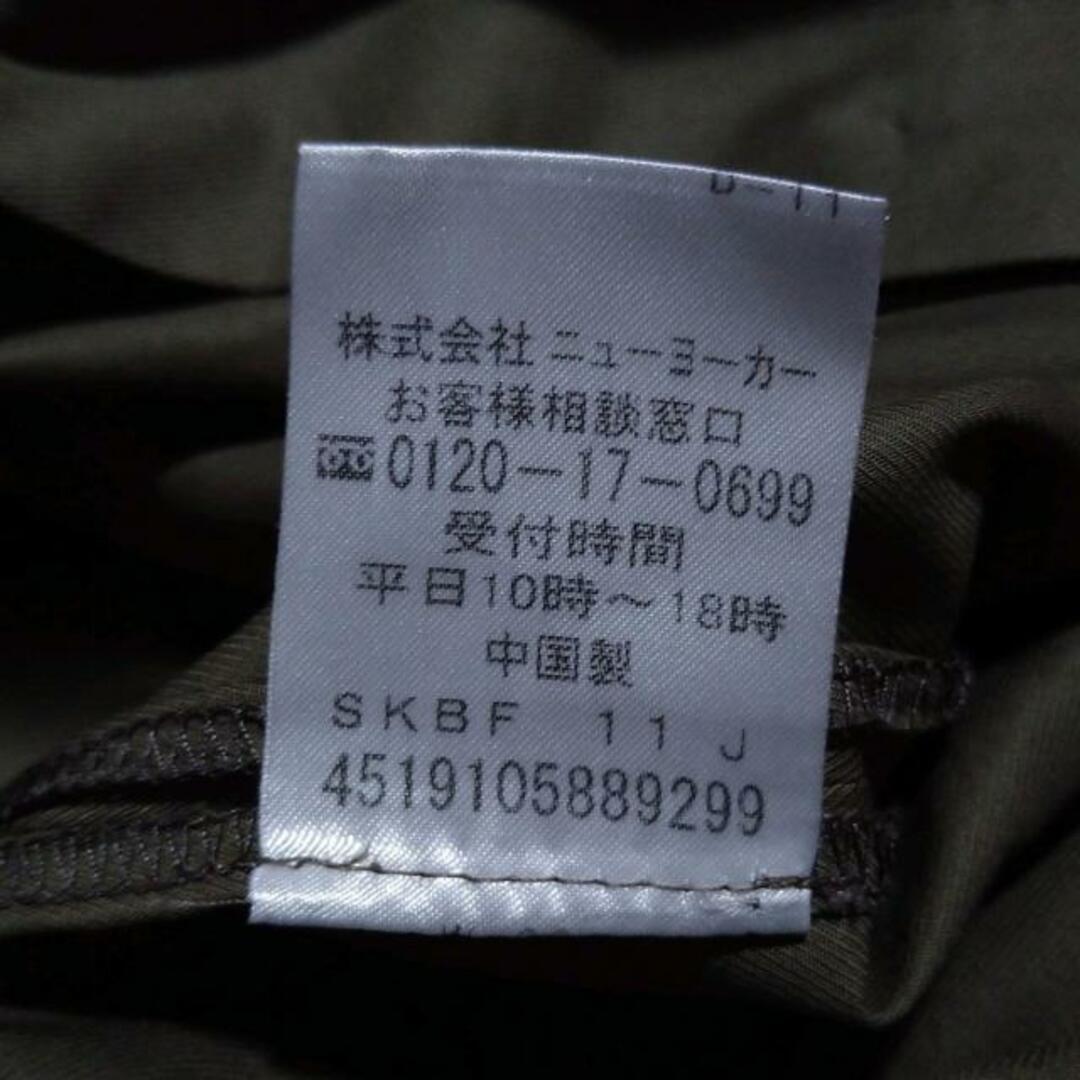 株式会社 ニューヨーカー
お客様相談窓口
0120-17-0699
受付時間
平日10時～18時
中国製
SKBF 11 J
4519105889299